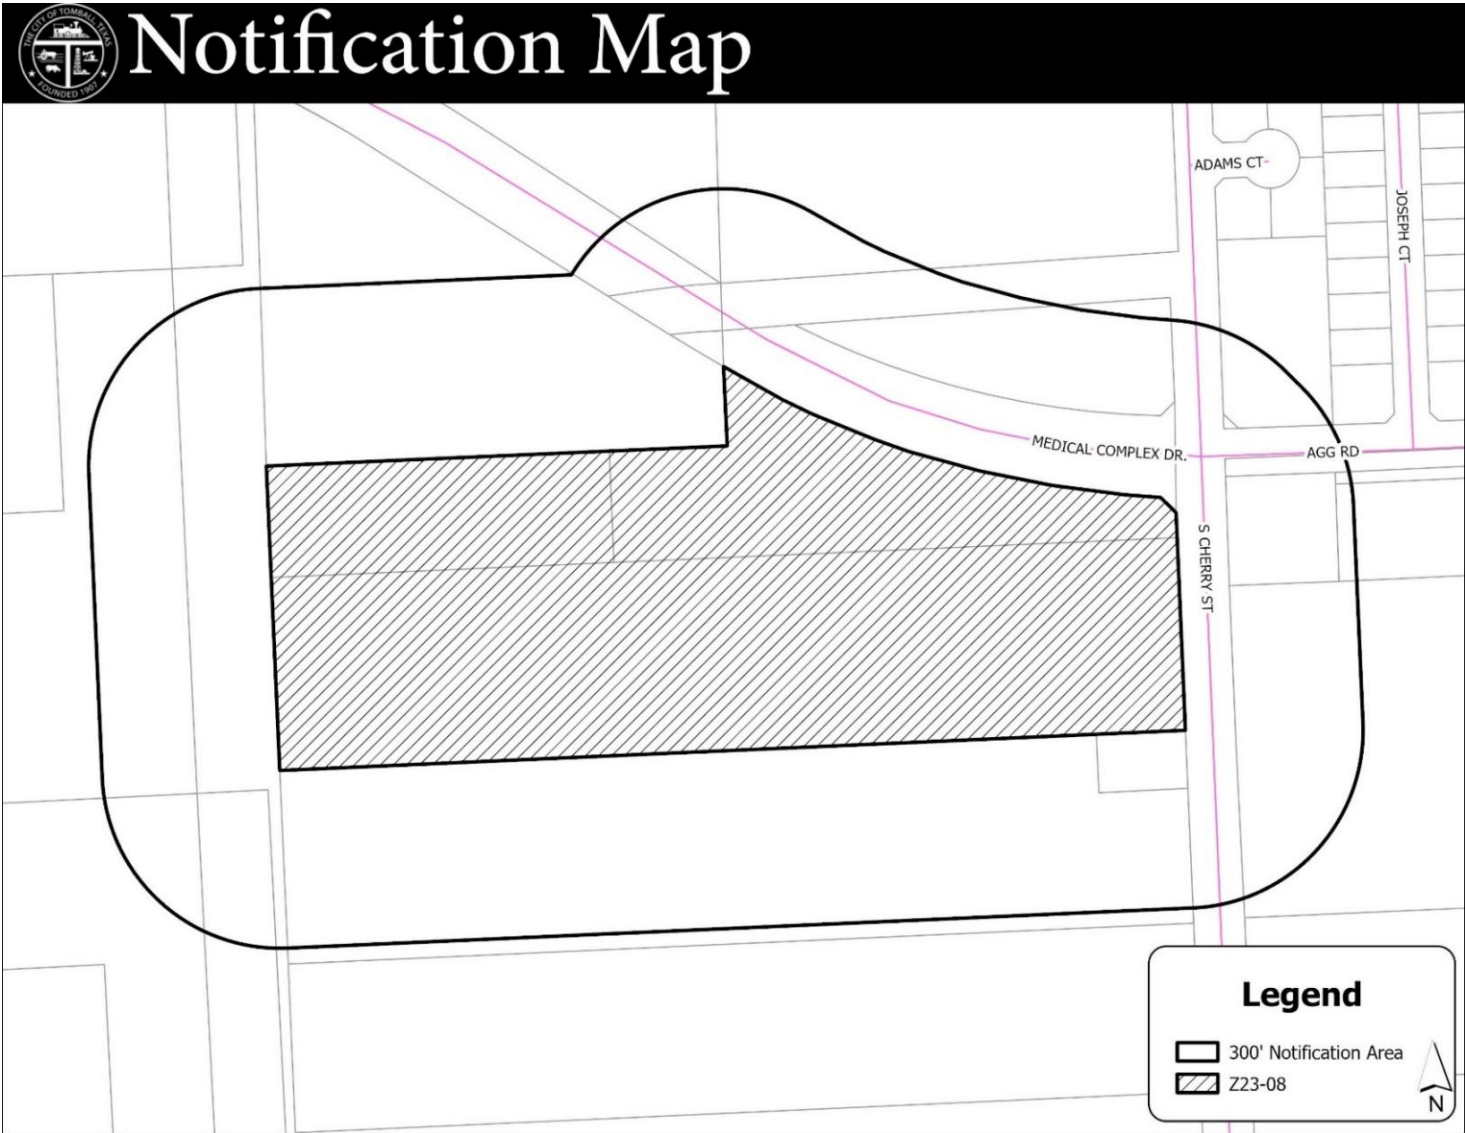 THE CITY OF TOMBALL, TEXAS
FOUNDED 1907
Notification Map
ADAMS CT
JOSEPH CT
MEDICAL COMPLEX DR.
AGG RD
S CHERRY ST
Legend
300' Notification Area
Z23-08
N